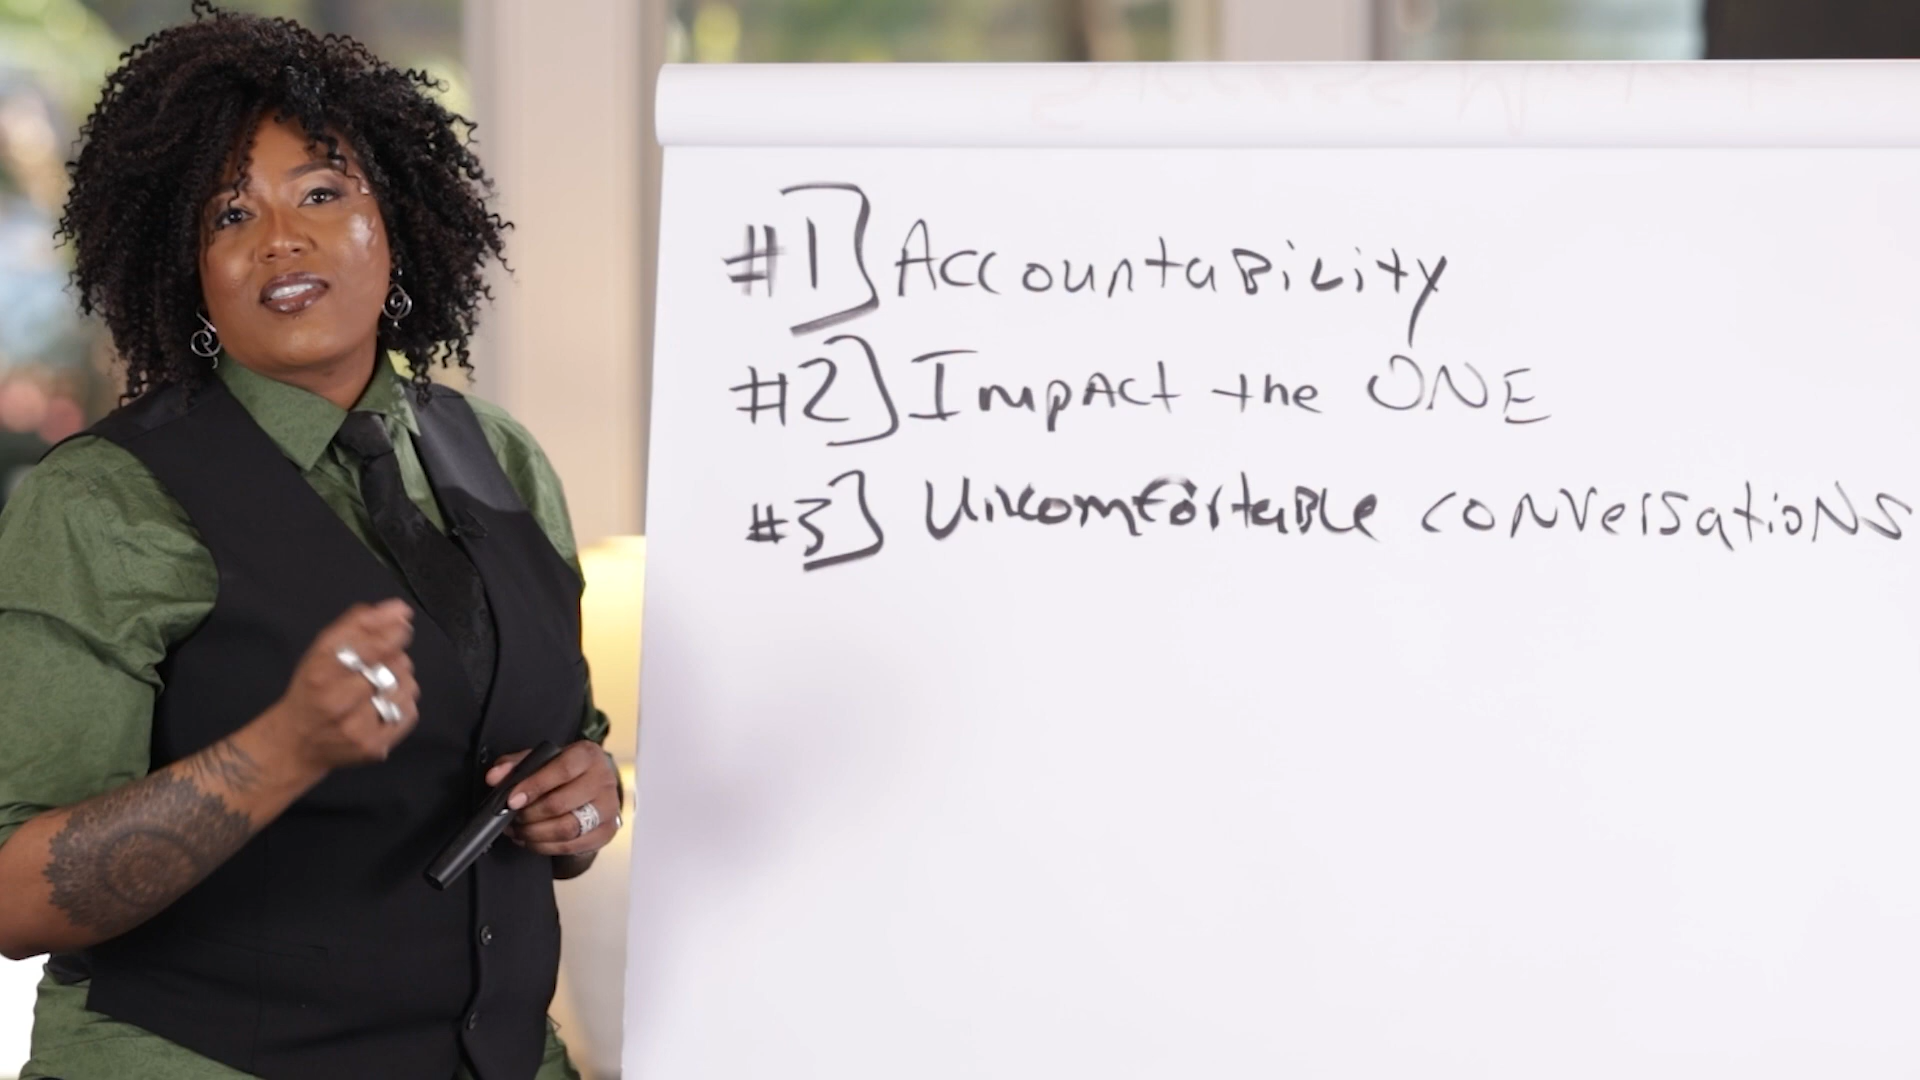 #1] Accountability
#2] Impact the ONE
#3] Uncomfortable conversations